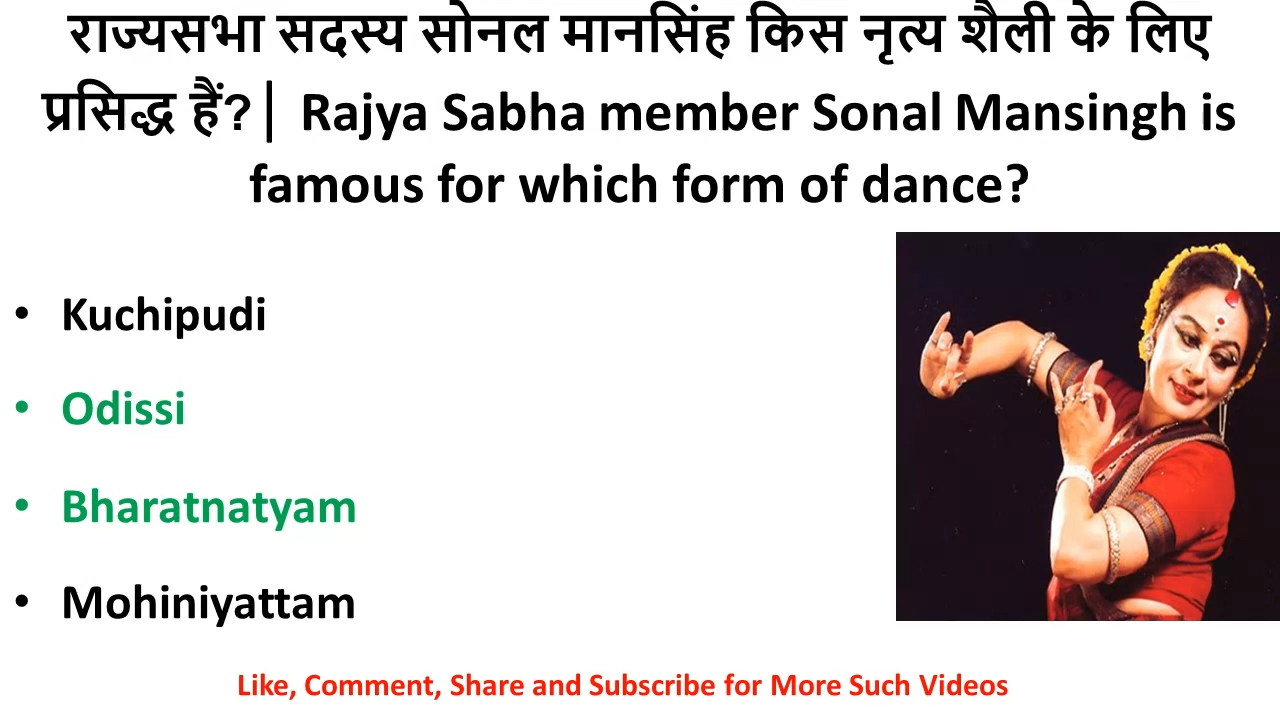 राज्यसभा सदस्य सोनल मानसिंह किस नृत्य शैली के लिए
प्रसिद्ध हैं?| Rajya Sabha member Sonal Mansingh is
famous for which form of dance?
• Kuchipudi
• Odissi
• Bharatnatyam
• Mohiniyattam
Like, Comment, Share and Subscribe for More Such Videos